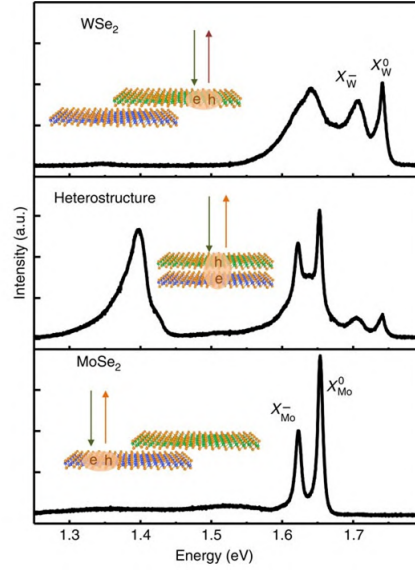 WSe₂
e h
X⁻W
X⁰W
Heterostructure
h
e
MoSe₂
e h
X⁻Mo
X⁰Mo
Intensity (a.u.)
1.3 1.4 1.5 1.6 1.7
Energy (eV)